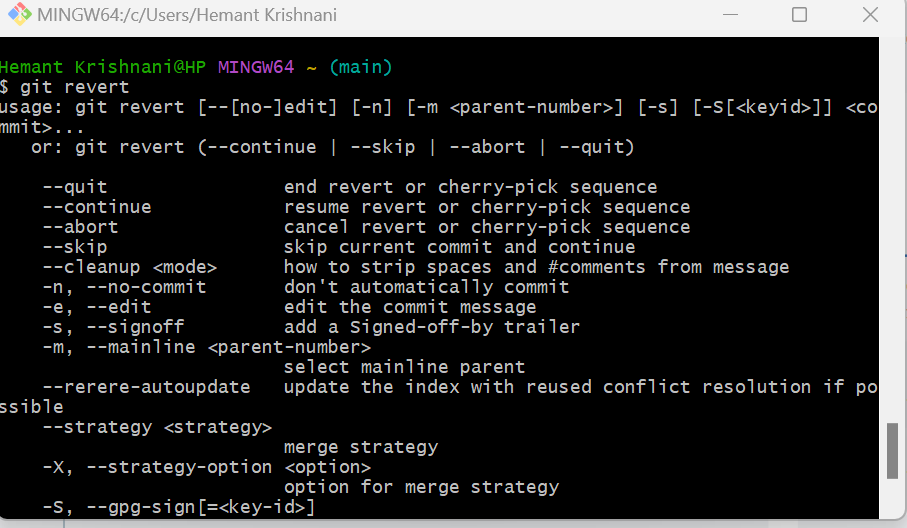 MINGW64:/c/Users/Hemant Krishnani
Hemant Krishnani@HP MINGW64 ~ (main)
$ git revert
usage: git revert [--[no-]edit] [-n] [-m <parent-number>] [-s] [-S[<keyid>]] <co
mmit>...
   or: git revert (--continue | --skip | --abort | --quit)

    --quit                end revert or cherry-pick sequence
    --continue            resume revert or cherry-pick sequence
    --abort               cancel revert or cherry-pick sequence
    --skip                skip current commit and continue
    --cleanup <mode>      how to strip spaces and #comments from message
    -n, --no-commit       don't automatically commit
    -e, --edit            edit the commit message
    -s, --signoff         add a Signed-off-by trailer
    -m, --mainline <parent-number>
                          select mainline parent
    --rerere-autoupdate   update the index with reused conflict resolution if po
ssible
    --strategy <strategy>
                          merge strategy
    -X, --strategy-option <option>
                          option for merge strategy
    -S, --gpg-sign[=<key-id>]